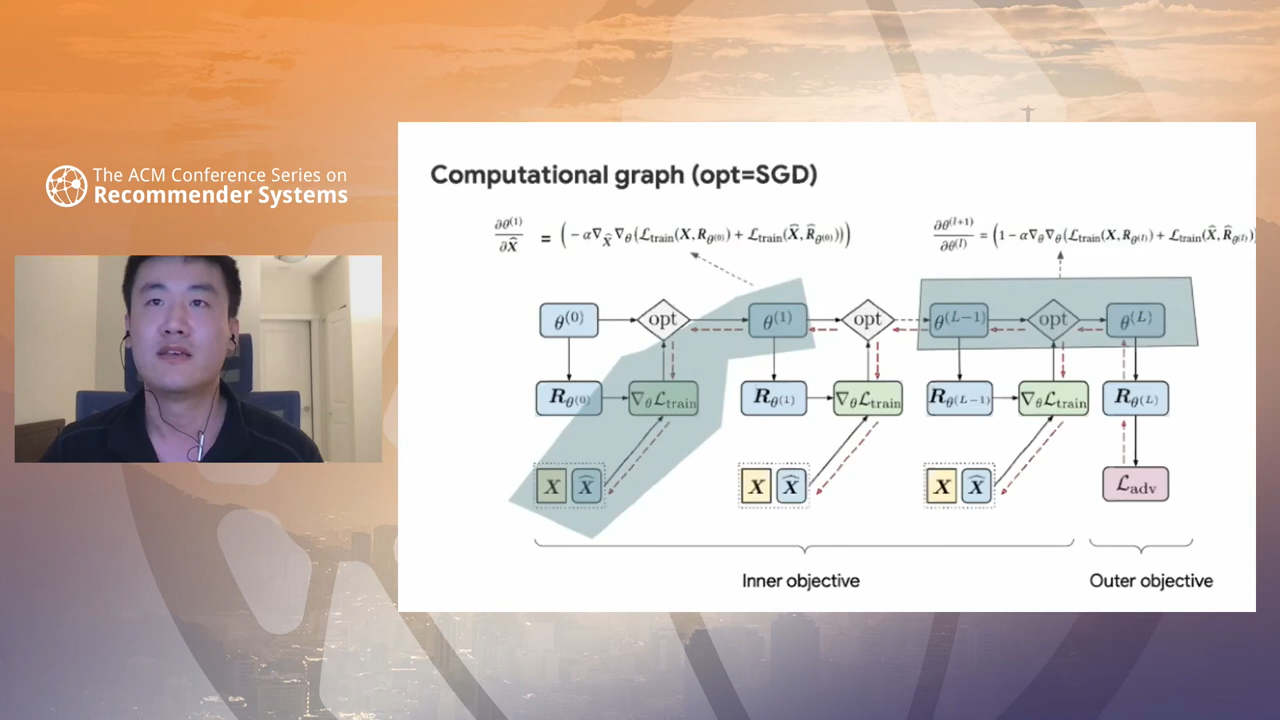 The ACM Conference Series on
Recommender Systems
Computational graph (opt=SGD)
∂θ^(1)/∂X̂ = (−α∇_X̂ ∇_θ(ℒ_train(X, R_θ^(0)) + ℒ_train(X̂, R̂_θ^(0))))
∂θ^(l+1)/∂θ^(l) = (1−α∇_θ∇_θ(ℒ_train(X, R_θ^(l)) + ℒ_train(X̂, R̂_θ^(l))
θ^(0) opt θ^(1) opt θ^(L−1) opt θ^(L)
R_θ^(0) ∇_θℒ_train R_θ^(1) ∇_θℒ_train R_θ^(L−1) ∇_θℒ_train R_θ^(L)
X X̂ X X̂ X X̂ ℒ_adv
Inner objective Outer objective